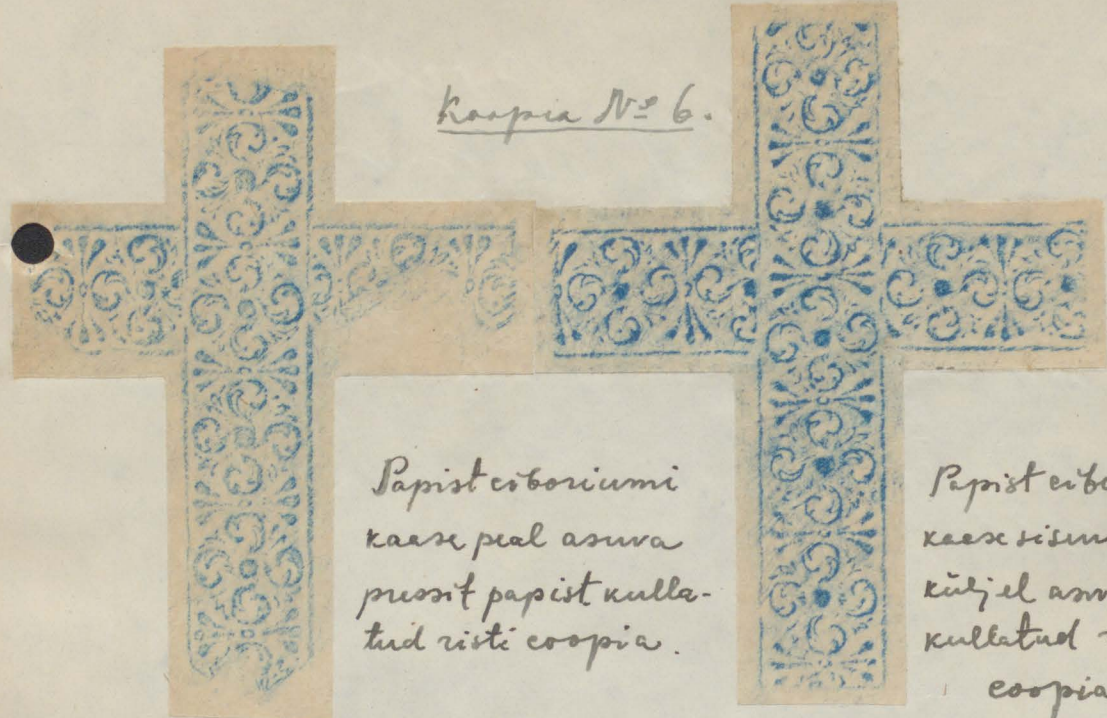 Koopia № 6.
Papist ciboriumi
kaase peal asuva
pressit papist kulla-
tud risti coopia.
Papist cibo
kaase sisem
küljel asuv
kullatud
coopia